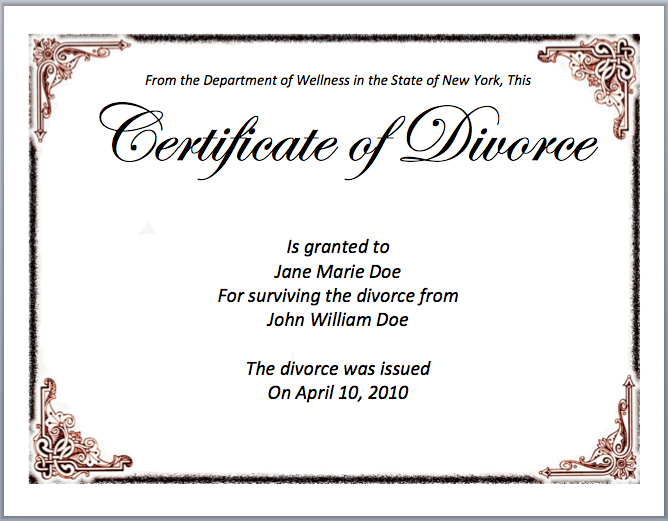 From the Department of Wellness in the State of New York, This
Certificate of Divorce
Is granted to
Jane Marie Doe
For surviving the divorce from
John William Doe
The divorce was issued
On April 10, 2010